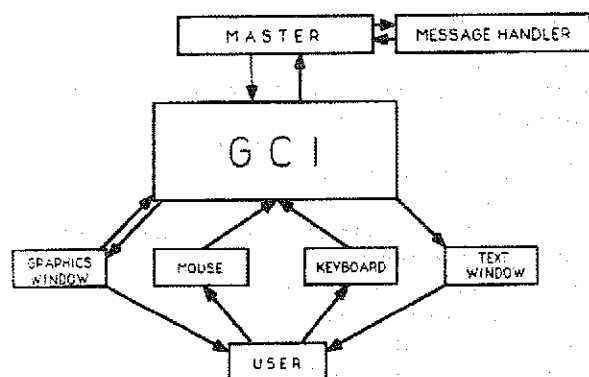 MASTER
MESSAGE HANDLER
GCI
GRAPHICS
WINDOW
MOUSE
KEYBOARD
TEXT
WINDOW
USER